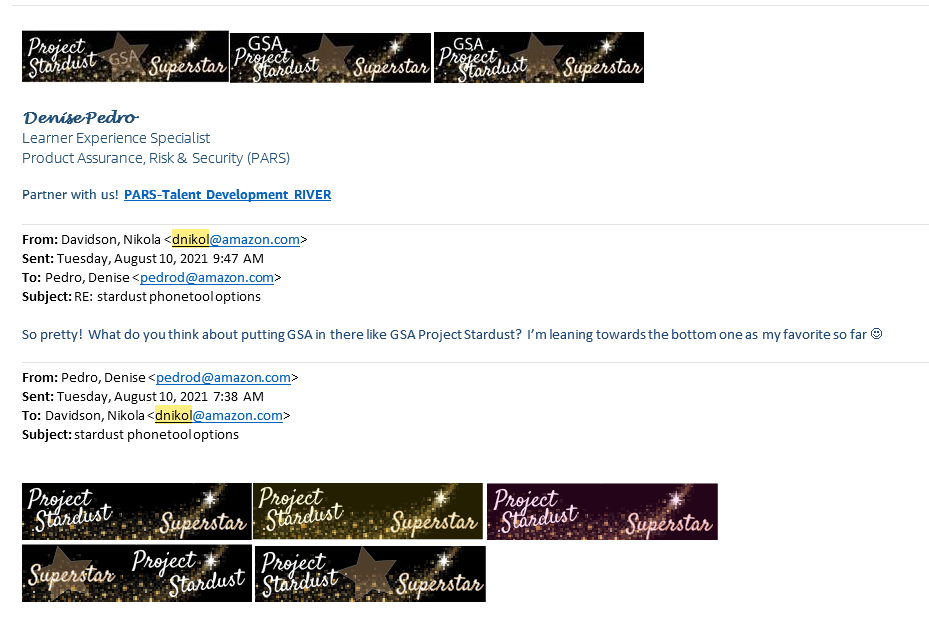 Project Stardust GSA Superstar
GSA Project Stardust Superstar
GSA Project Stardust Superstar
Denise Pedro
Learner Experience Specialist
Product Assurance, Risk & Security (PARS)
Partner with us! PARS-Talent Development RIVER
From: Davidson, Nikola <dnikol@amazon.com>
Sent: Tuesday, August 10, 2021 9:47 AM
To: Pedro, Denise <pedrod@amazon.com>
Subject: RE: stardust phonetool options
So pretty! What do you think about putting GSA in there like GSA Project Stardust? I'm leaning towards the bottom one as my favorite so far ☺
From: Pedro, Denise <pedrod@amazon.com>
Sent: Tuesday, August 10, 2021 7:38 AM
To: Davidson, Nikola <dnikol@amazon.com>
Subject: stardust phonetool options
Project Stardust Superstar
Project Stardust Superstar
Project Stardust Superstar
Superstar Project Stardust
Project Stardust Superstar